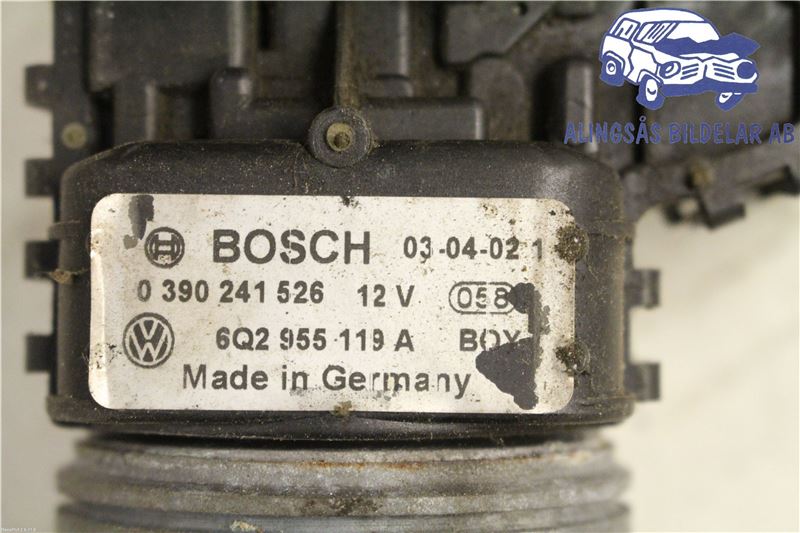 ALINGSÅS BILDELAR AB
BOSCH 03-04-02 1
0 390 241 526 12 V 058
6Q2 955 119 A BOX
Made in Germany